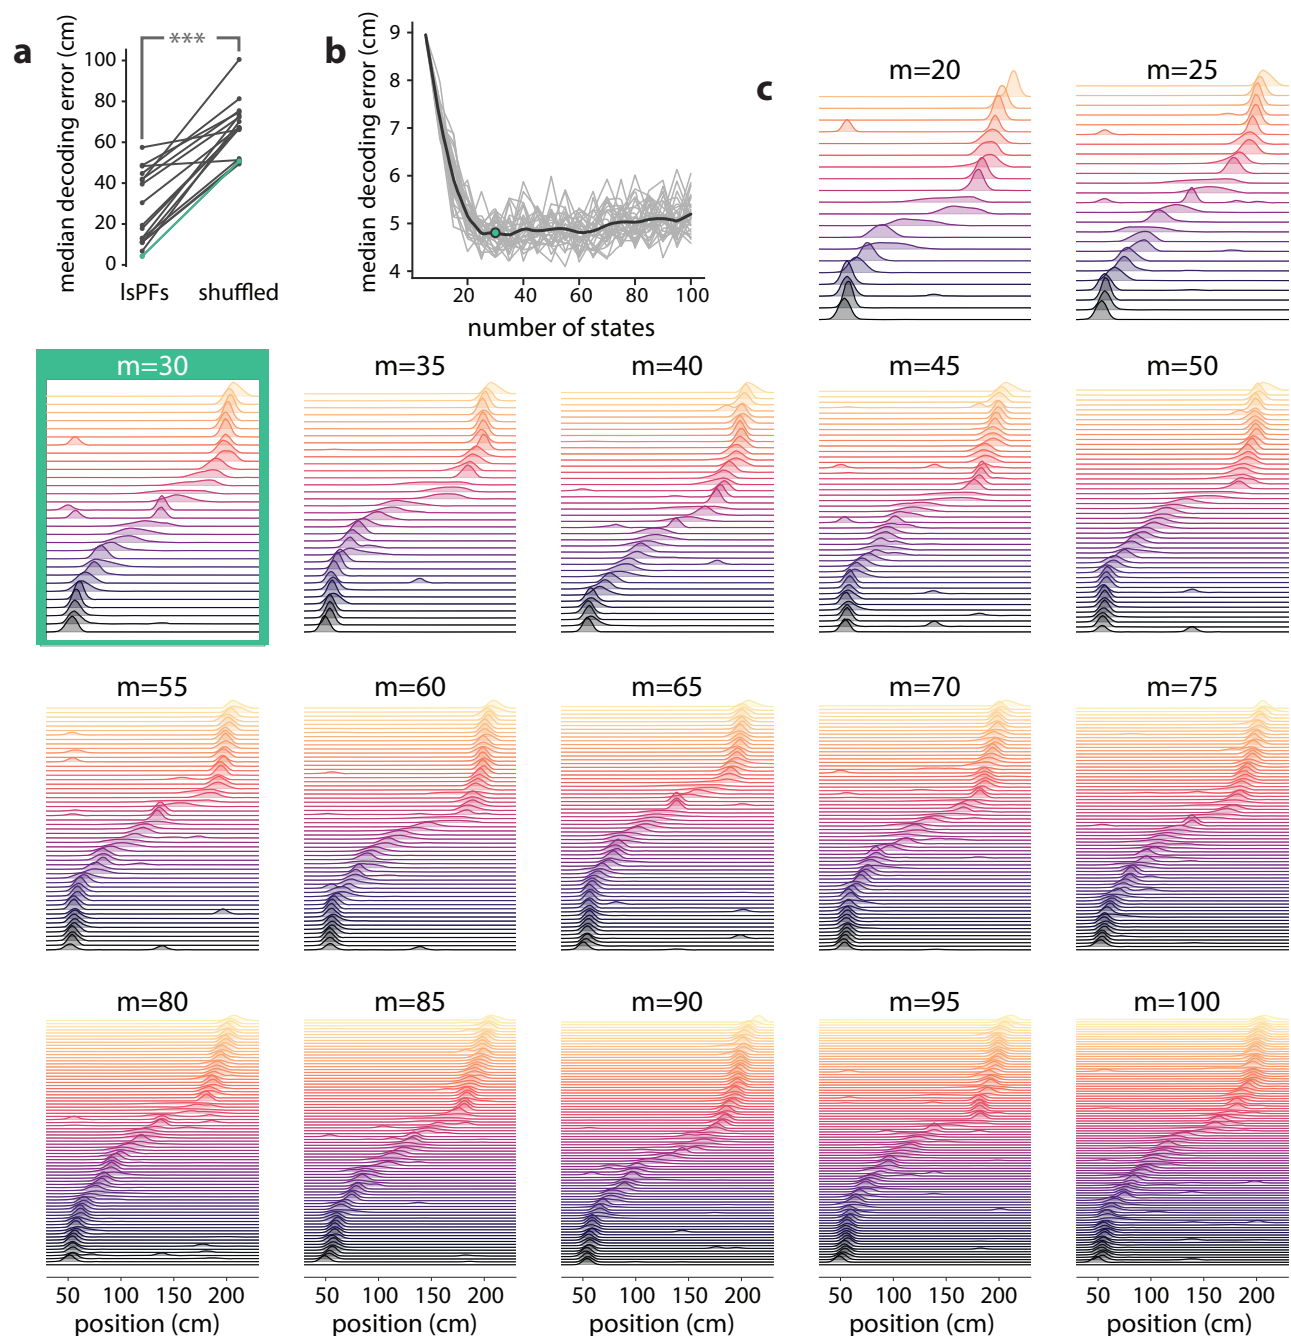 a
median decoding error (cm)
100
80
60
40
20
0
***
lsPFs
shuffled
b
median decoding error (cm)
9
8
7
6
5
4
20
40
60
80
100
number of states
c
m=20
m=25
m=30
m=35
m=40
m=45
m=50
m=55
m=60
m=65
m=70
m=75
m=80
m=85
m=90
m=95
m=100
50 100 150 200
50 100 150 200
50 100 150 200
50 100 150 200
50 100 150 200
position (cm)
position (cm)
position (cm)
position (cm)
position (cm)